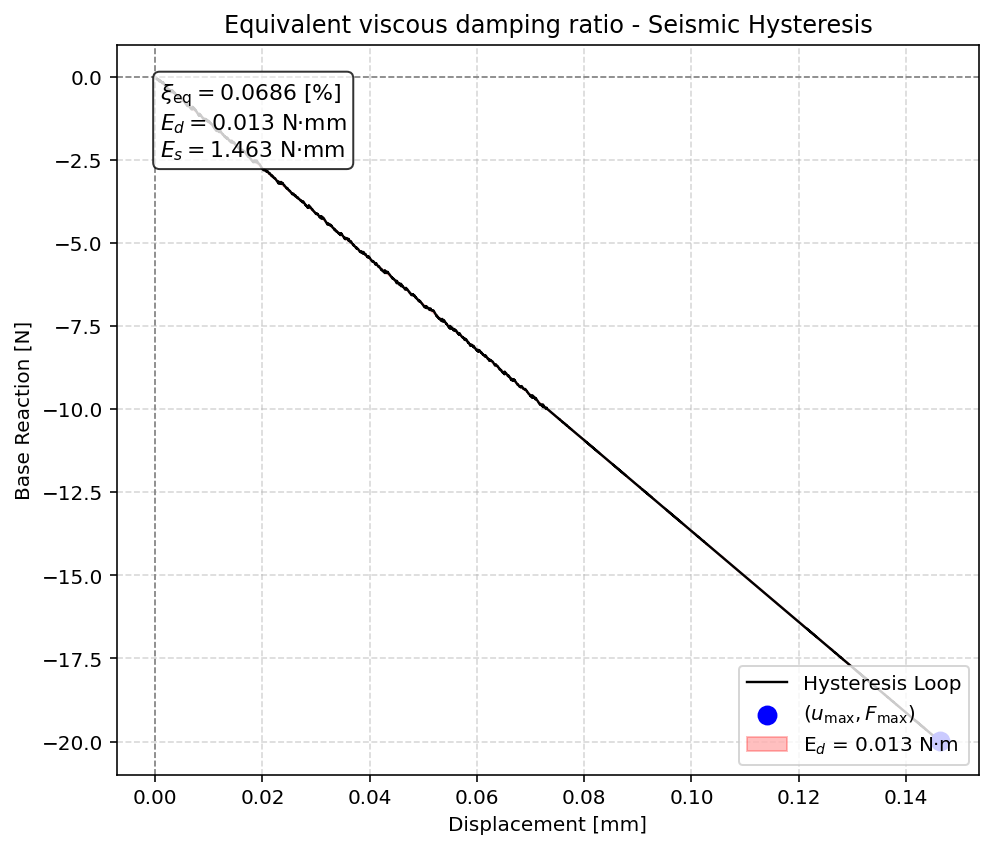 Equivalent viscous damping ratio - Seismic Hysteresis
ξeq = 0.0686 [%]
Ed = 0.013 N·mm
Es = 1.463 N·mm
0.0
−2.5
−5.0
−7.5
−10.0
−12.5
−15.0
−17.5
−20.0
Base Reaction [N]
Hysteresis Loop
(umax, Fmax)
Ed = 0.013 N·m
0.00 0.02 0.04 0.06 0.08 0.10 0.12 0.14
Displacement [mm]